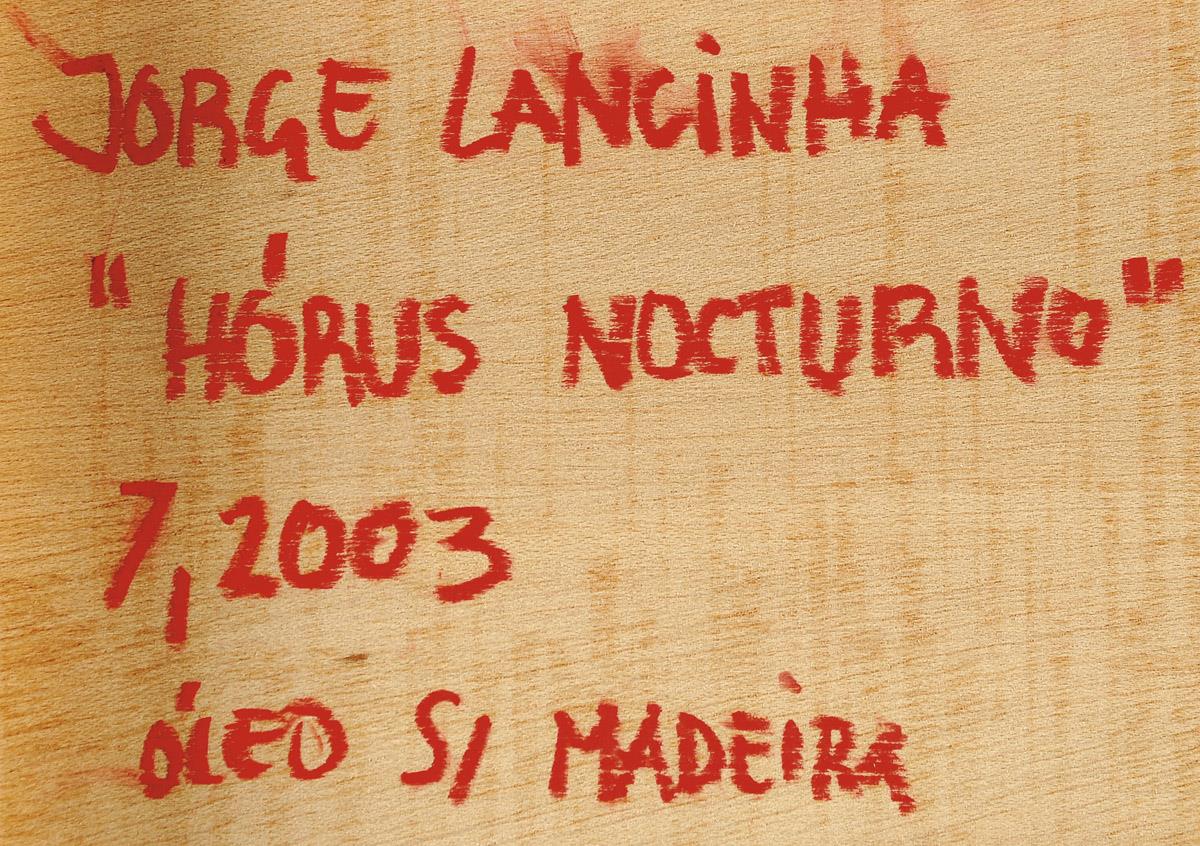 JORGE LANCINHA
"HÓRUS NOCTURNO"
7,2003
ÓLEO S/ MADEIRA